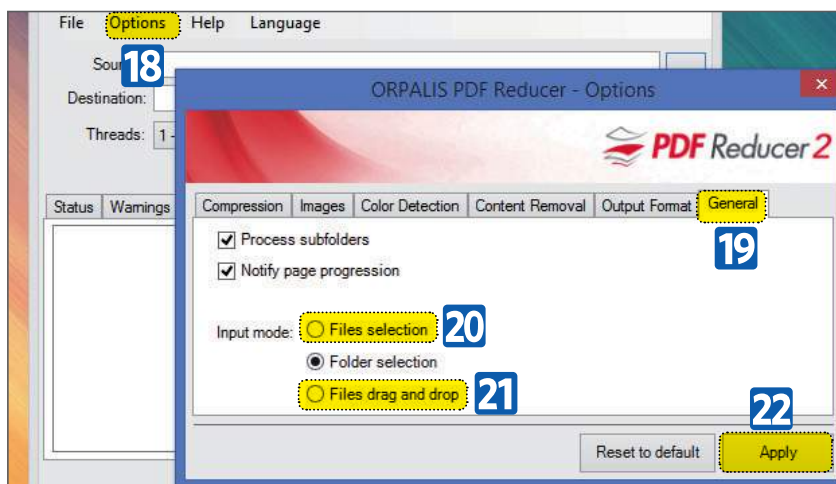 File Options Help Language
18
Sour
Destination:
Threads: 1 -
Status Warnings
ORPALIS PDF Reducer - Options
x
PDF Reducer 2
Compression Images Color Detection Content Removal Output Format General
19
Process subfolders
Notify page progression
Input mode: Files selection 20
Folder selection
Files drag and drop 21
22
Reset to default Apply